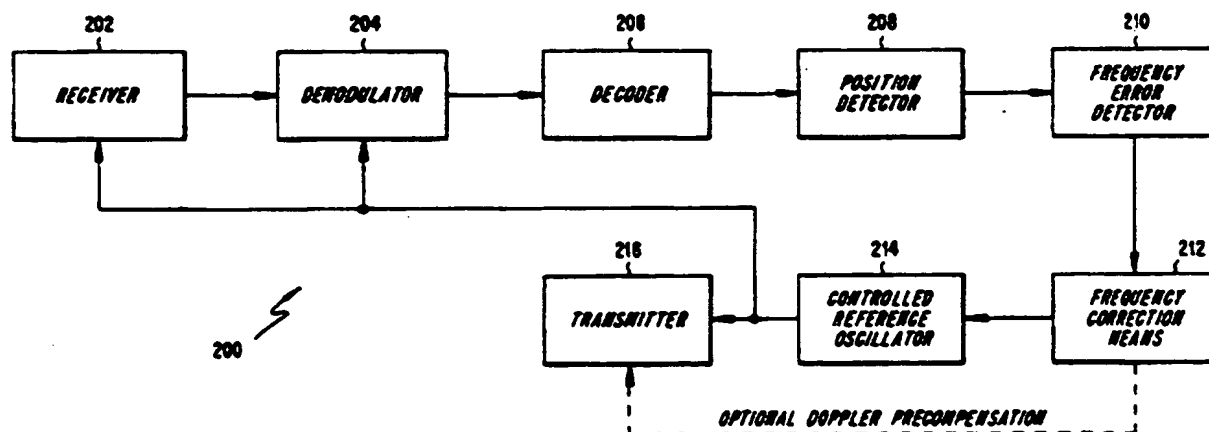 202
204
206
208
210
RECEIVER
DEMODULATOR
DECODER
POSITION
DETECTOR
FREQUENCY
ERROR
DETECTOR
216
214
212
TRANSMITTER
CONTROLLED
REFERENCE
OSCILLATOR
FREQUENCY
CORRECTION
MEANS
200
OPTIONAL DOPPLER PRECOMPENSATION